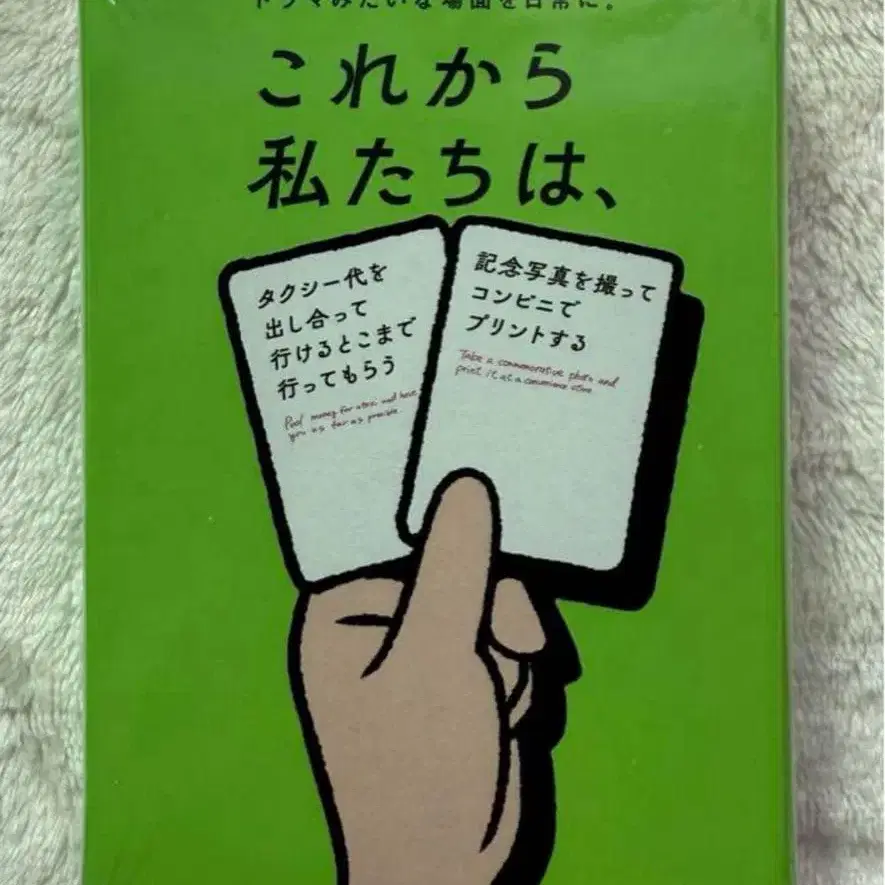 ドラマみたいな場面を日常に。
これから
私たちは、
タクシー代を
出し合って
行けるとこまで
行ってもらう
Pool money for a taxi and have
you as far as possible
記念写真を撮って
コンビニで
プリントする
Take a commemorative photo and
print it at a convenience store